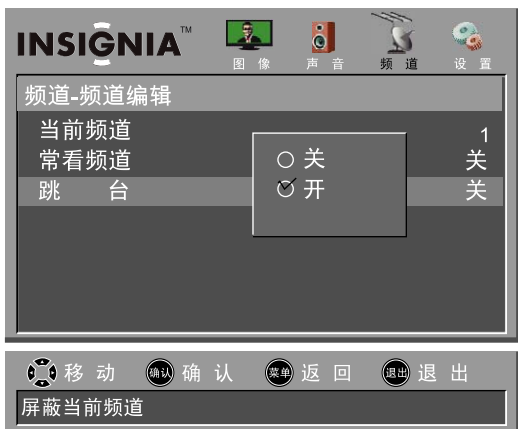 INSIGNIA™
图像 声音 频道 设置
频道-频道编辑
当前频道 1
常看频道 关
跳 台 关
关
开
移动 确认 确认 菜单 返回 退出 退出
屏蔽当前频道